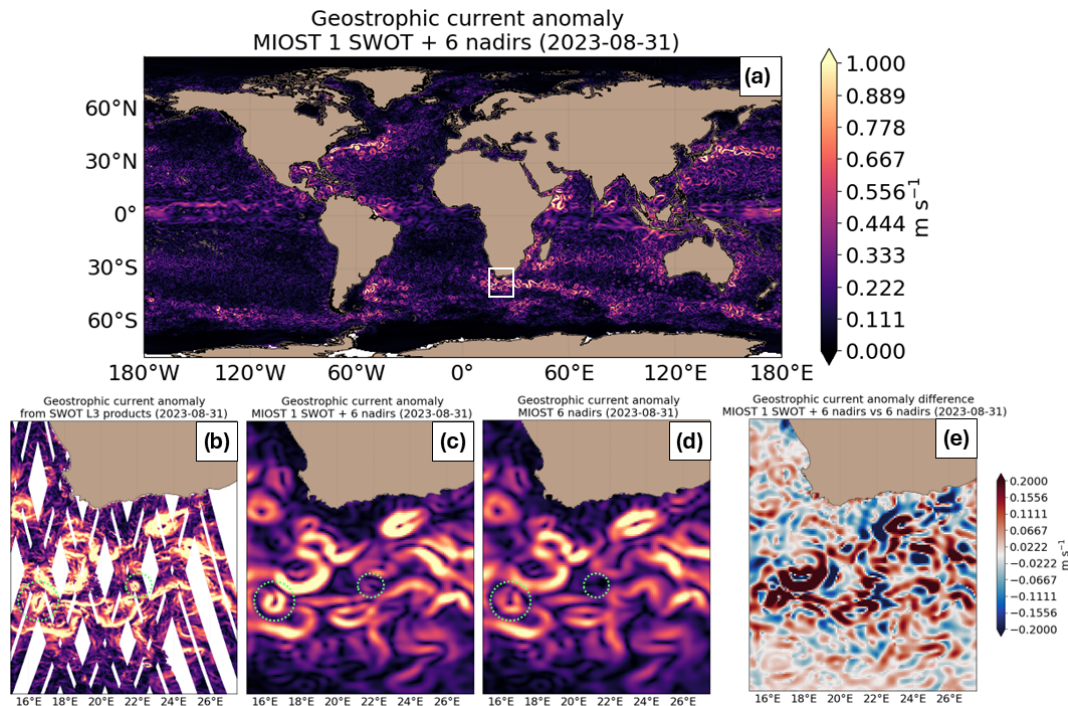 Geostrophic current anomaly
MIOST 1 SWOT + 6 nadirs (2023-08-31)
(a)
60°N
30°N
0°
30°S
60°S
180°W 120°W 60°W 0° 60°E 120°E 180°E
1.000
0.889
0.778
0.667
0.556
0.444
0.333
0.222
0.111
0.000
m s⁻¹
Geostrophic current anomaly
from SWOT L3 products (2023-08-31)
(b)
16°E 18°E 20°E 22°E 24°E 26°E
Geostrophic current anomaly
MIOST 1 SWOT + 6 nadirs (2023-08-31)
(c)
16°E 18°E 20°E 22°E 24°E 26°E
Geostrophic current anomaly
MIOST 6 nadirs (2023-08-31)
(d)
16°E 18°E 20°E 22°E 24°E 26°E
Geostrophic current anomaly difference
MIOST 1 SWOT + 6 nadirs vs 6 nadirs (2023-08-31)
(e)
16°E 18°E 20°E 22°E 24°E 26°E
0.2000
0.1556
0.1111
0.0667
0.0222
−0.0222
−0.0667
−0.1111
−0.1556
−0.2000
m s⁻¹